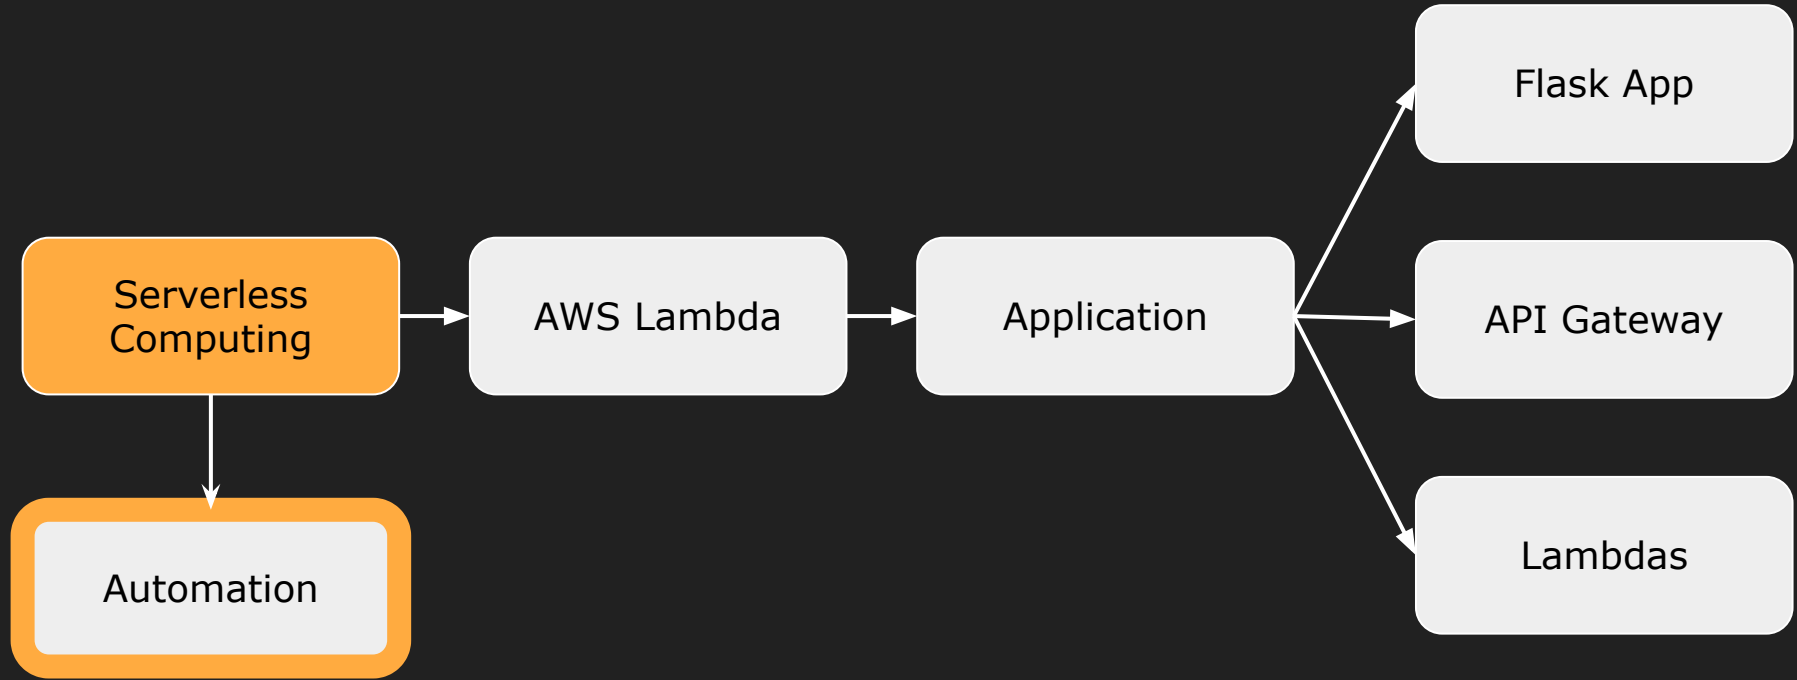 Flask App
Serverless
Computing
AWS Lambda
Application
API Gateway
Lambdas
Automation